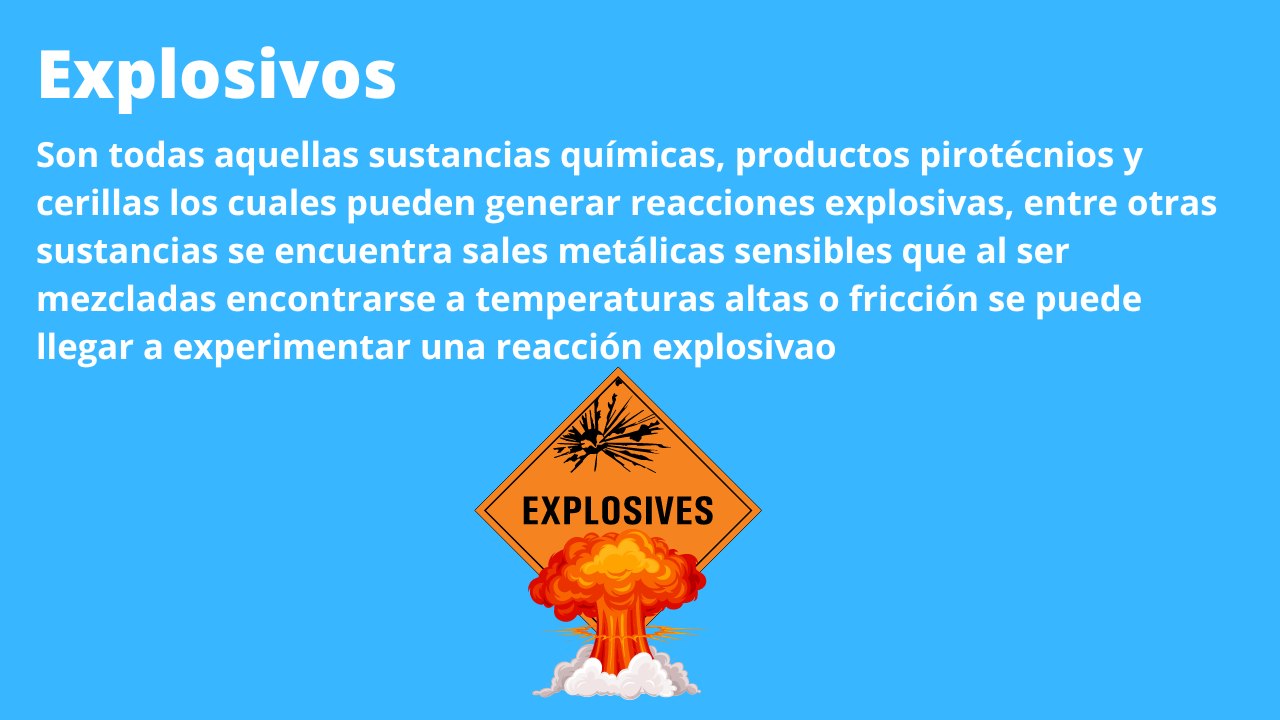 Explosivos
Son todas aquellas sustancias químicas, productos pirotécnios y
cerillas los cuales pueden generar reacciones explosivas, entre otras
sustancias se encuentra sales metálicas sensibles que al ser
mezcladas encontrarse a temperaturas altas o fricción se puede
llegar a experimentar una reacción explosivao
EXPLOSIVES